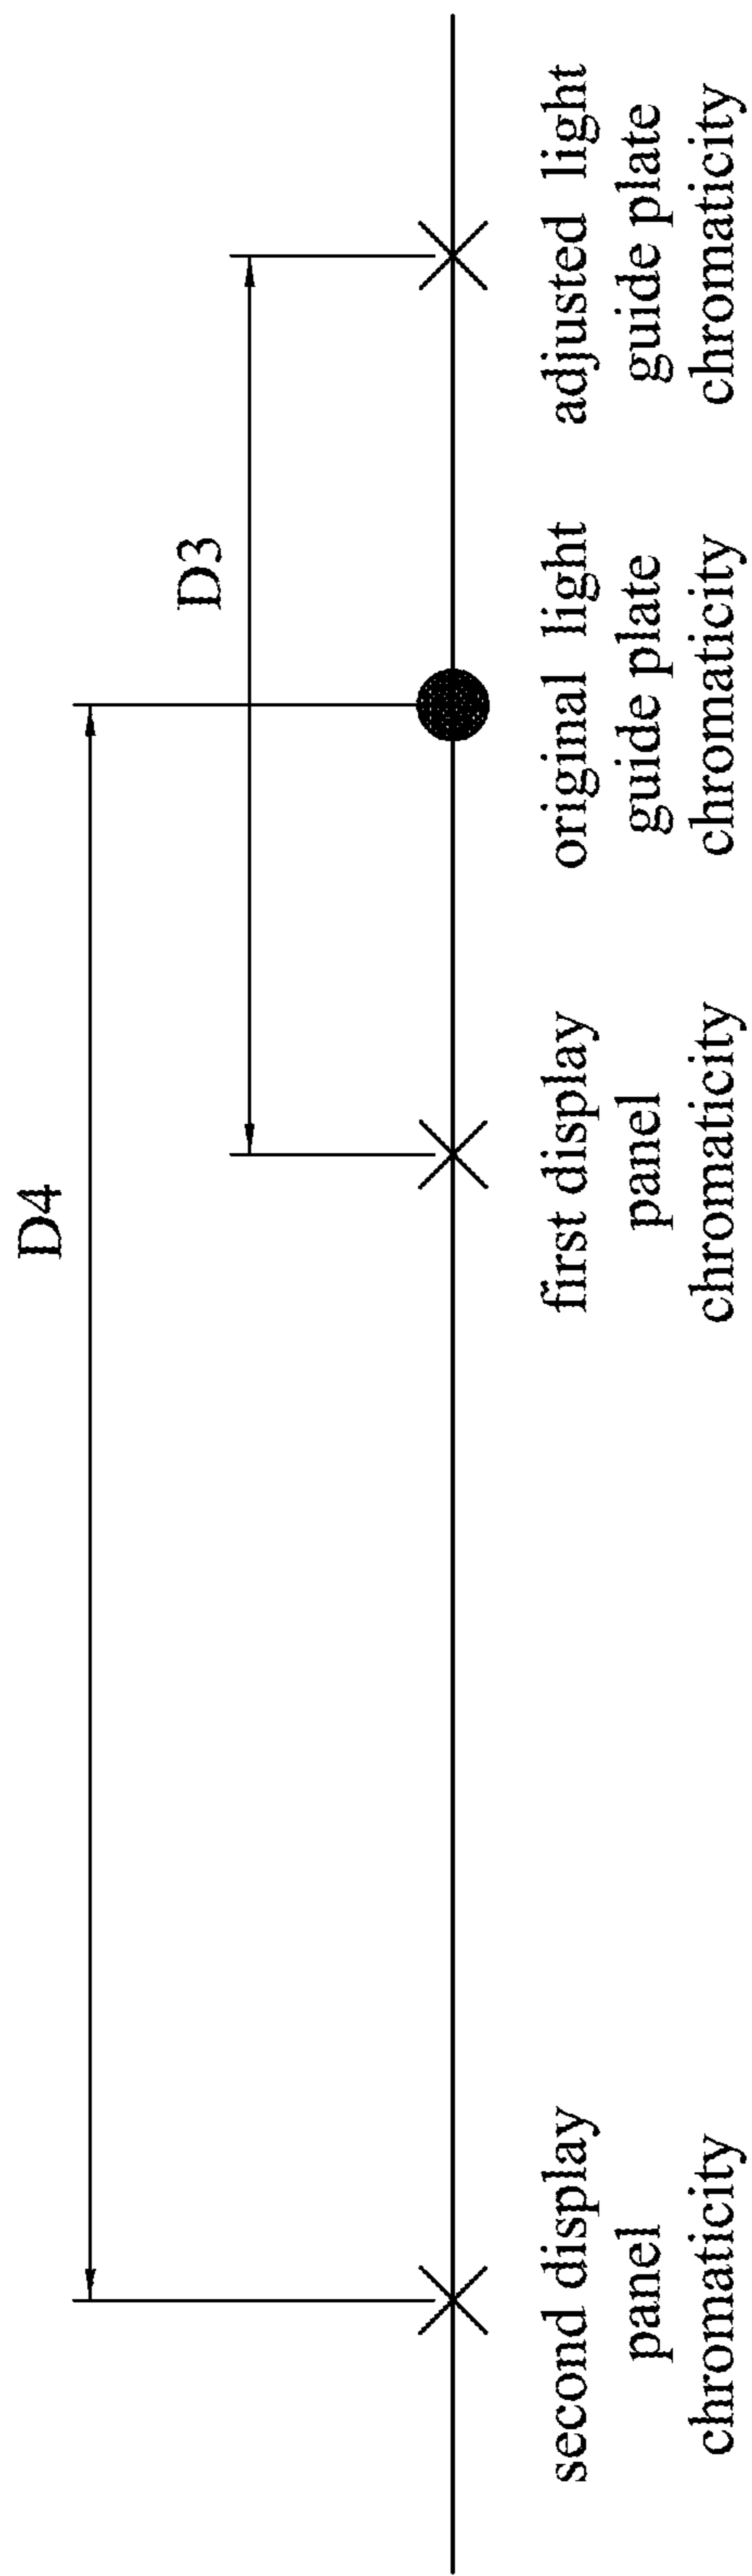 D4
D3
second display
panel
chromaticity
first display
panel
chromaticity
original light
guide plate
chromaticity
adjusted light
guide plate
chromaticity